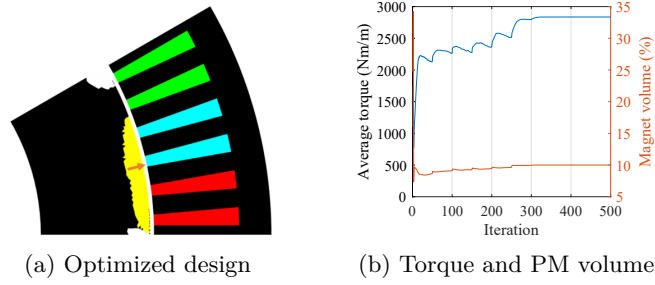 3000
2500
2000
1500
1000
500
0
Average torque (Nm/m)
0 100 200 300 400 500
Iteration
35
30
25
20
15
10
5
Magnet volume (%)
(a) Optimized design
(b) Torque and PM volume